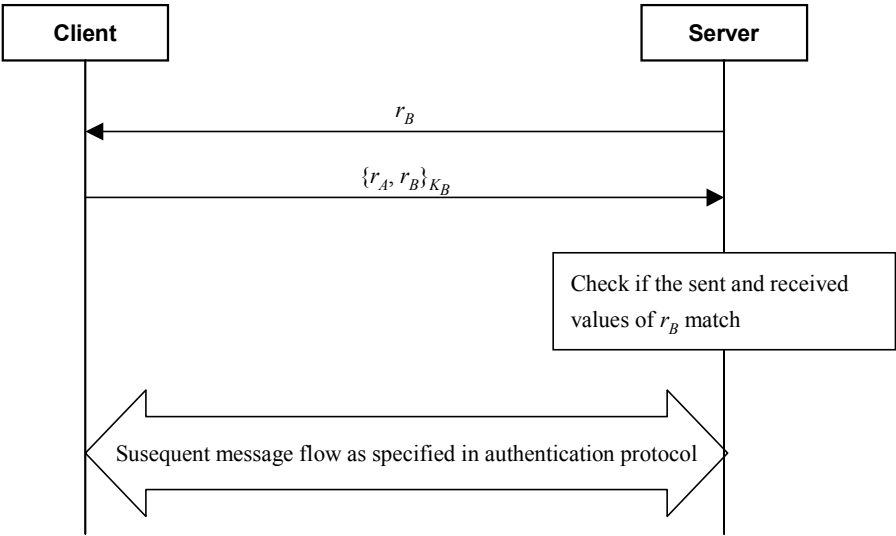 Client
Server
r_B
{r_A, r_B}_{K_B}
Check if the sent and received
values of r_B match
Susequent message flow as specified in authentication protocol